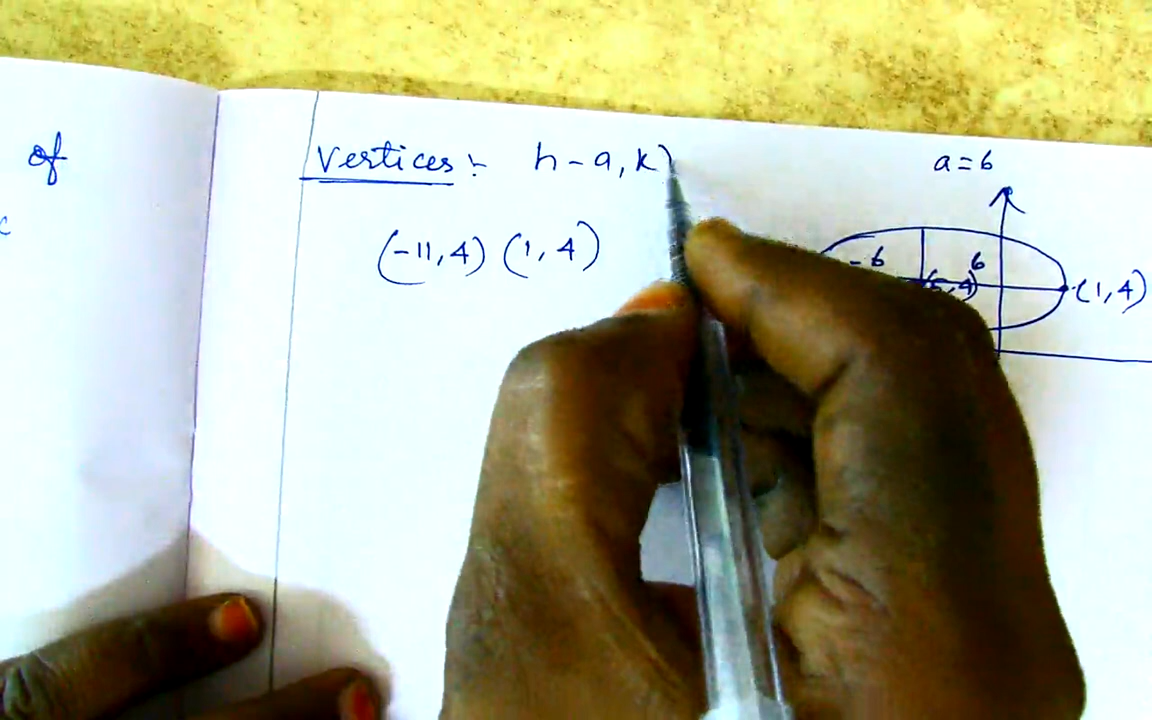 of
c
Vertices :- h - a, k)
(-11, 4) (1, 4)
a = 6
- 6 6
(1, 4)